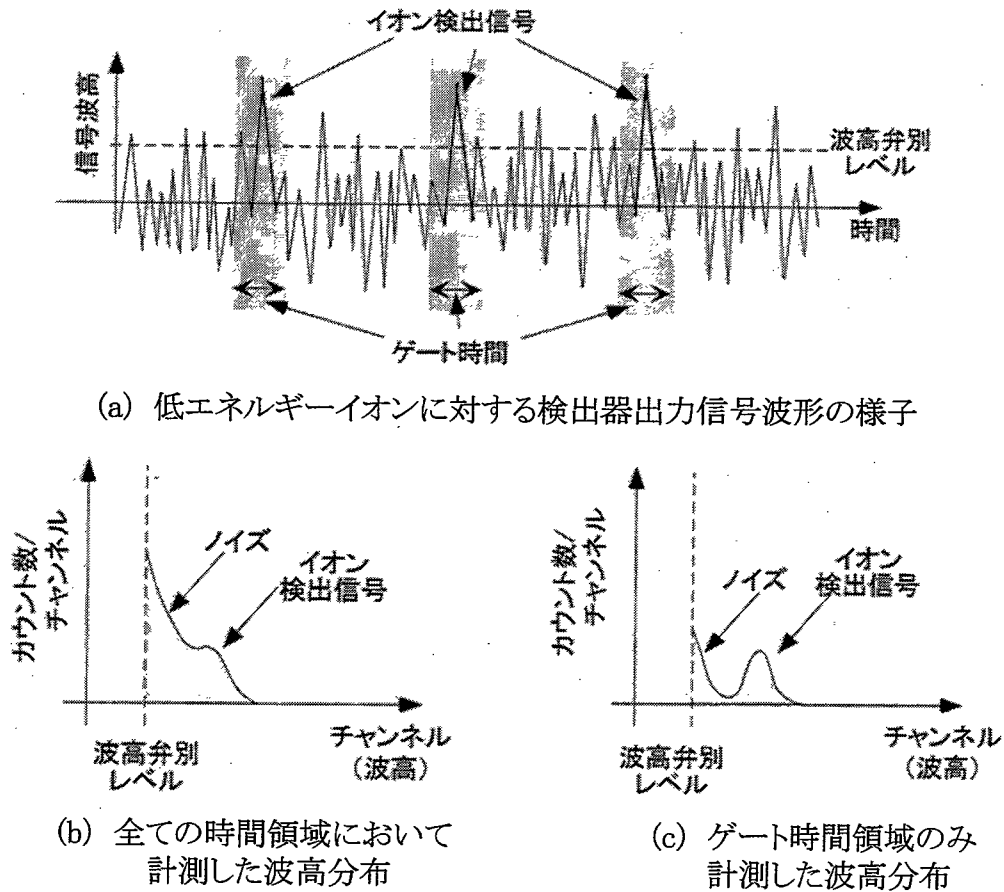 イオン検出信号
信号波高
波高弁別
レベル
時間
ゲート時間
(a) 低エネルギーイオンに対する検出器出力信号波形の様子
カウント数/
チャンネル
ノイズ
イオン
検出信号
波高弁別
レベル
チャンネル
(波高)
(b) 全ての時間領域において
計測した波高分布
カウント数/
チャンネル
ノイズ
イオン
検出信号
波高弁別
レベル
チャンネル
(波高)
(c) ゲート時間領域のみ
計測した波高分布